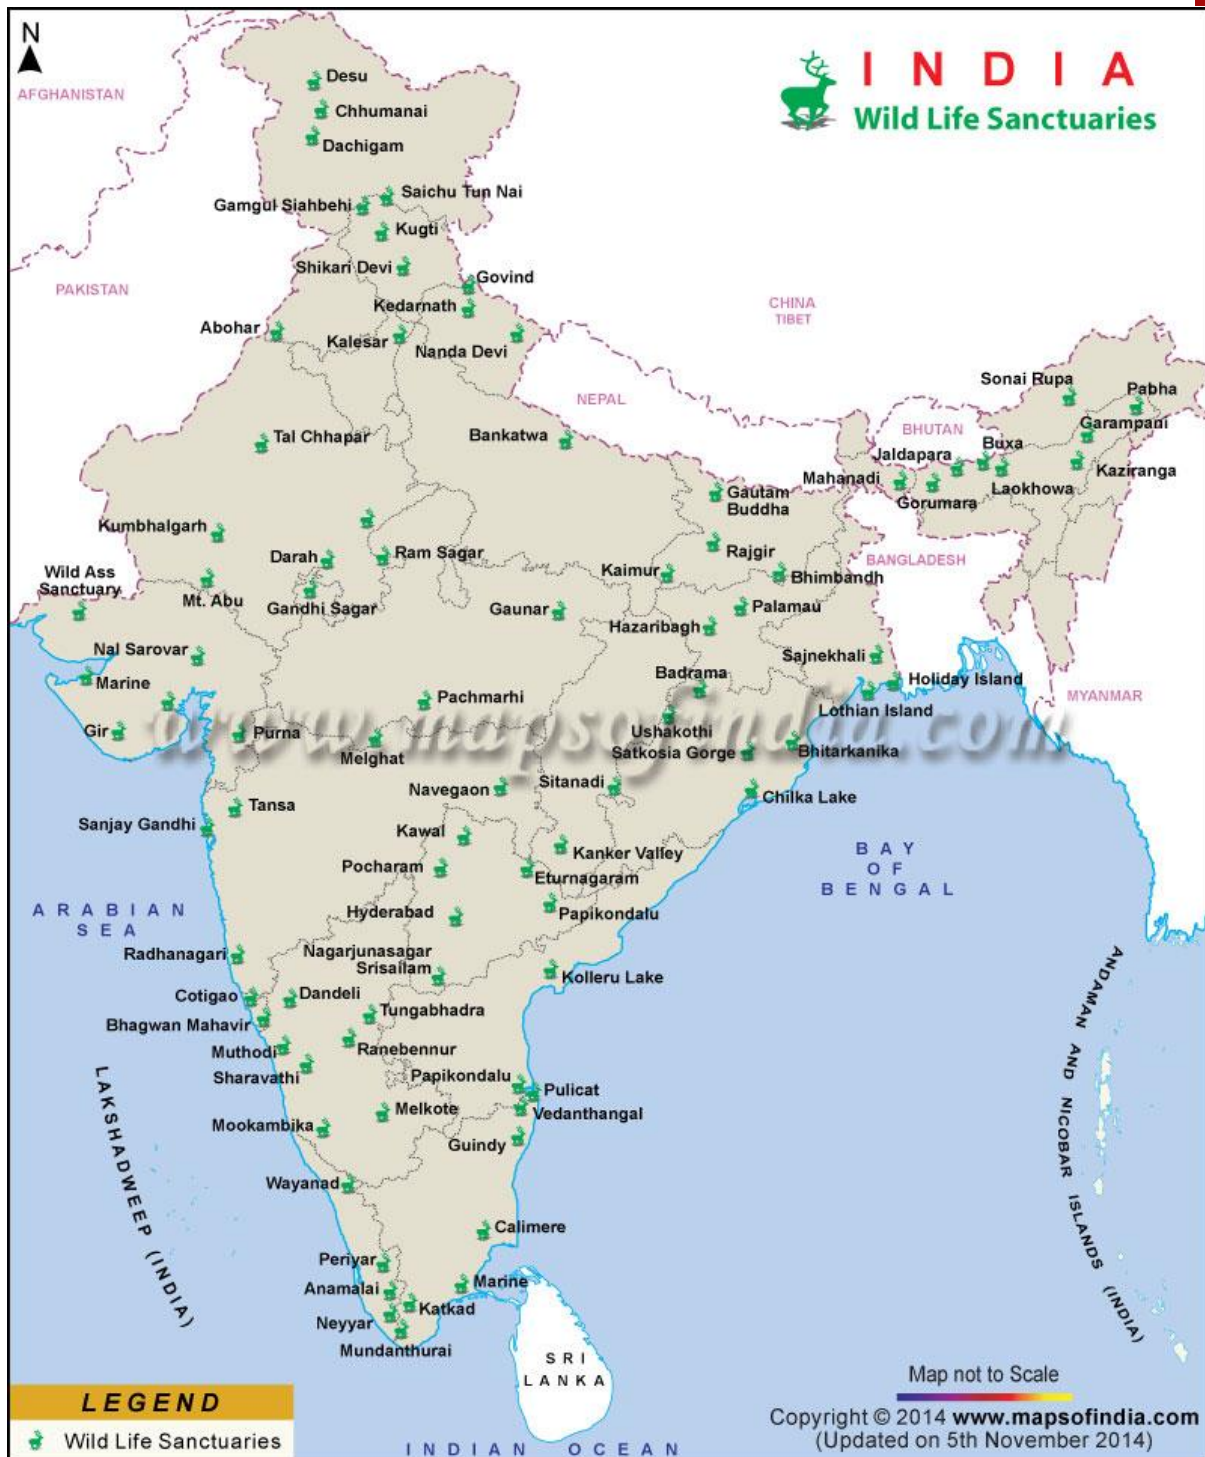 N
INDIA
Wild Life Sanctuaries
AFGHANISTAN
Desu
Chhumanai
Dachigam
Saichu Tun Nai
Gamgul Siahbehi
Kugti
Shikari Devi
Govind
PAKISTAN
CHINA
TIBET
Kedarnath
Abohar
Kalesar
Nanda Devi
NEPAL
Sonai Rupa
Pabha
Garampani
BHUTAN
Buxa
Tal Chhapar
Bankatwa
Jaldapara
Kaziranga
Mahanadi
Laokhowa
Gorumara
Gautam
Buddha
Kumbhalgarh
Darah
Ram Sagar
Rajgir
BANGLADESH
Wild Ass
Sanctuary
Kaimur
Bhimbandh
Mt. Abu
Gandhi Sagar
Gaunar
Palamau
Hazaribagh
Nal Sarovar
Sajnekhali
Marine
Badrama
Holiday Island
MYANMAR
Pachmarhi
Lothian Island
www.mapsofindia.com
Gir
Purna
Ushakothi
Melghat
Satkosia Gorge
Bhitarkanika
Navegaon
Sitanadi
Chilka Lake
Tansa
Sanjay Gandhi
Kawal
Kanker Valley
BAY
OF
BENGAL
Pocharam
Eturnagaram
ARABIAN
SEA
Hyderabad
Papikondalu
Radhanagari
Nagarjunasagar
Srisailam
Kolleru Lake
Cotigao
Dandeli
Tungabhadra
Bhagwan Mahavir
Muthodi
Ranebennur
Sharavathi
Papikondalu
Pulicat
Vedanthangal
Melkote
Mookambika
Guindy
LAKSHADWEEP (INDIA)
ANDAMAN AND NICOBAR ISLANDS (INDIA)
Wayanad
Calimere
Periyar
Anamalai
Marine
Katkad
Neyyar
Mundanthurai
SRI
LANKA
Map not to Scale
LEGEND
Wild Life Sanctuaries
Copyright © 2014 www.mapsofindia.com
(Updated on 5th November 2014)
INDIAN OCEAN